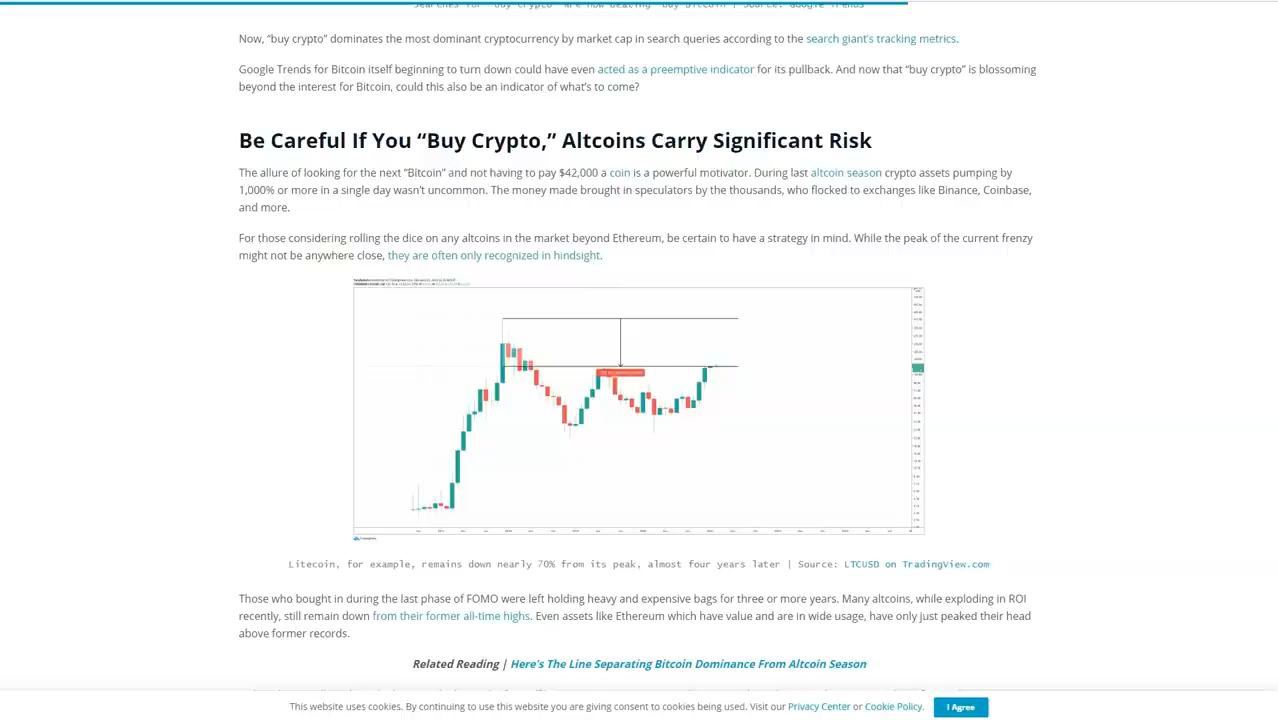 Searches for "buy crypto" are now beating "buy Bitcoin" | Source: Google Trends
Now, “buy crypto” dominates the most dominant cryptocurrency by market cap in search queries according to the search giant’s tracking metrics.
Google Trends for Bitcoin itself beginning to turn down could have even acted as a preemptive indicator for its pullback. And now that “buy crypto” is blossoming
beyond the interest for Bitcoin, could this also be an indicator of what’s to come?
Be Careful If You “Buy Crypto,” Altcoins Carry Significant Risk
The allure of looking for the next “Bitcoin” and not having to pay $42,000 a coin is a powerful motivator. During last altcoin season crypto assets pumping by
1,000% or more in a single day wasn’t uncommon. The money made brought in speculators by the thousands, who flocked to exchanges like Binance, Coinbase,
and more.
For those considering rolling the dice on any altcoins in the market beyond Ethereum, be certain to have a strategy in mind. While the peak of the current frenzy
might not be anywhere close, they are often only recognized in hindsight.
Litecoin, for example, remains down nearly 70% from its peak, almost four years later | Source: LTCUSD on TradingView.com
Those who bought in during the last phase of FOMO were left holding heavy and expensive bags for three or more years. Many altcoins, while exploding in ROI
recently, still remain down from their former all-time highs. Even assets like Ethereum which have value and are in wide usage, have only just peaked their head
above former records.
Related Reading | Here’s The Line Separating Bitcoin Dominance From Altcoin Season
This website uses cookies. By continuing to use this website you are giving consent to cookies being used. Visit our Privacy Center or Cookie Policy.
I Agree